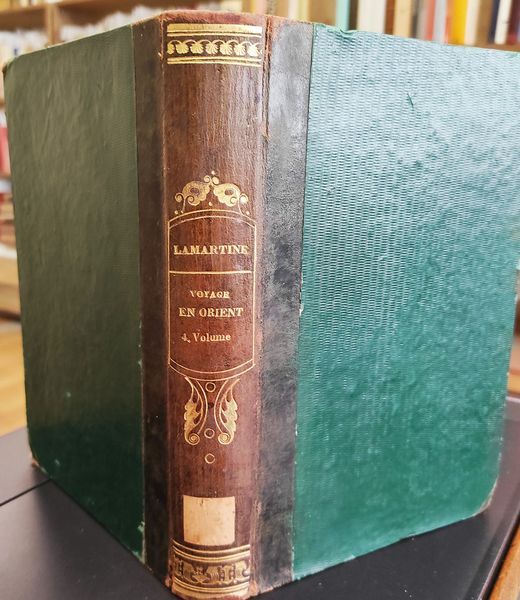 LAMARTINE
VOYAGE
EN ORIENT
4. Volume